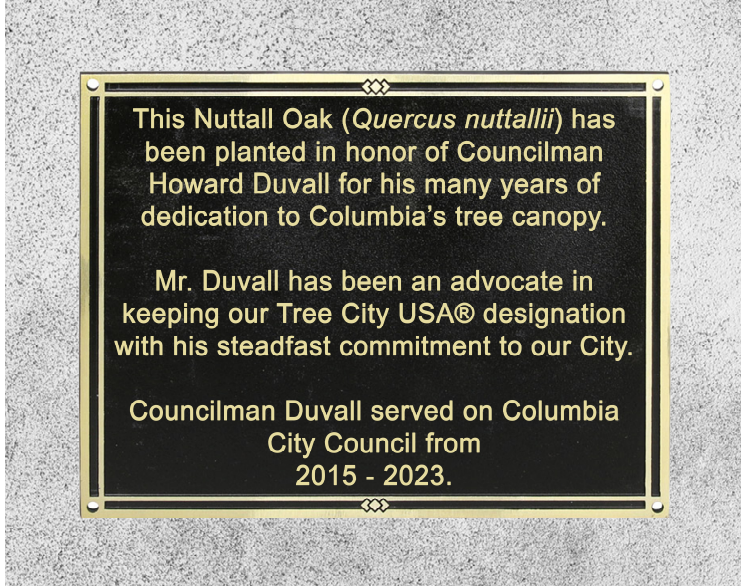 This Nuttall Oak (Quercus nuttallii) has
been planted in honor of Councilman
Howard Duvall for his many years of
dedication to Columbia’s tree canopy.
Mr. Duvall has been an advocate in
keeping our Tree City USA® designation
with his steadfast commitment to our City.
Councilman Duvall served on Columbia
City Council from
2015 - 2023.